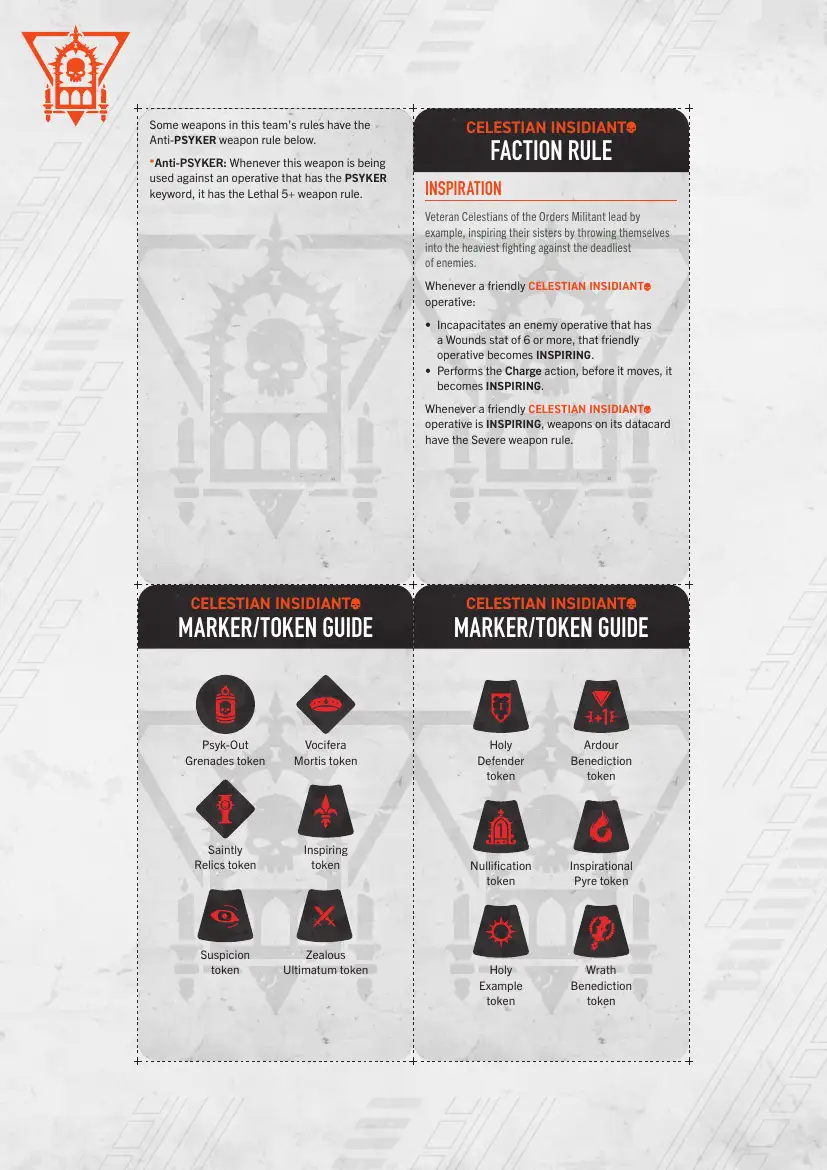 Some weapons in this team's rules have the
Anti-PSYKER weapon rule below.
*Anti-PSYKER: Whenever this weapon is being
used against an operative that has the PSYKER
keyword, it has the Lethal 5+ weapon rule.
CELESTIAN INSIDIANT
FACTION RULE
INSPIRATION
Veteran Celestians of the Orders Militant lead by
example, inspiring their sisters by throwing themselves
into the heaviest fighting against the deadliest
of enemies.
Whenever a friendly CELESTIAN INSIDIANT
operative:
• Incapacitates an enemy operative that has
a Wounds stat of 6 or more, that friendly
operative becomes INSPIRING.
• Performs the Charge action, before it moves, it
becomes INSPIRING.
Whenever a friendly CELESTIAN INSIDIANT
operative is INSPIRING, weapons on its datacard
have the Severe weapon rule.
CELESTIAN INSIDIANT
MARKER/TOKEN GUIDE
Psyk-Out
Grenades token
Vocifera
Mortis token
Saintly
Relics token
Inspiring
token
Suspicion
token
Zealous
Ultimatum token
CELESTIAN INSIDIANT
MARKER/TOKEN GUIDE
Holy
Defender
token
+1
Ardour
Benediction
token
Nullification
token
Inspirational
Pyre token
Holy
Example
token
Wrath
Benediction
token